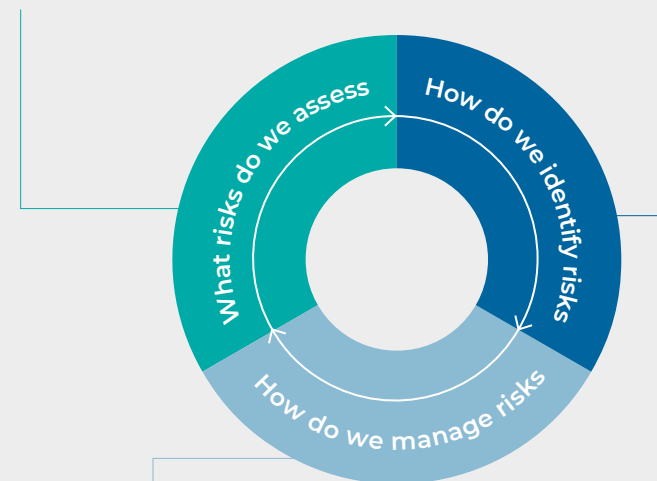 What risks do we assess
How do we identify risks
How do we manage risks